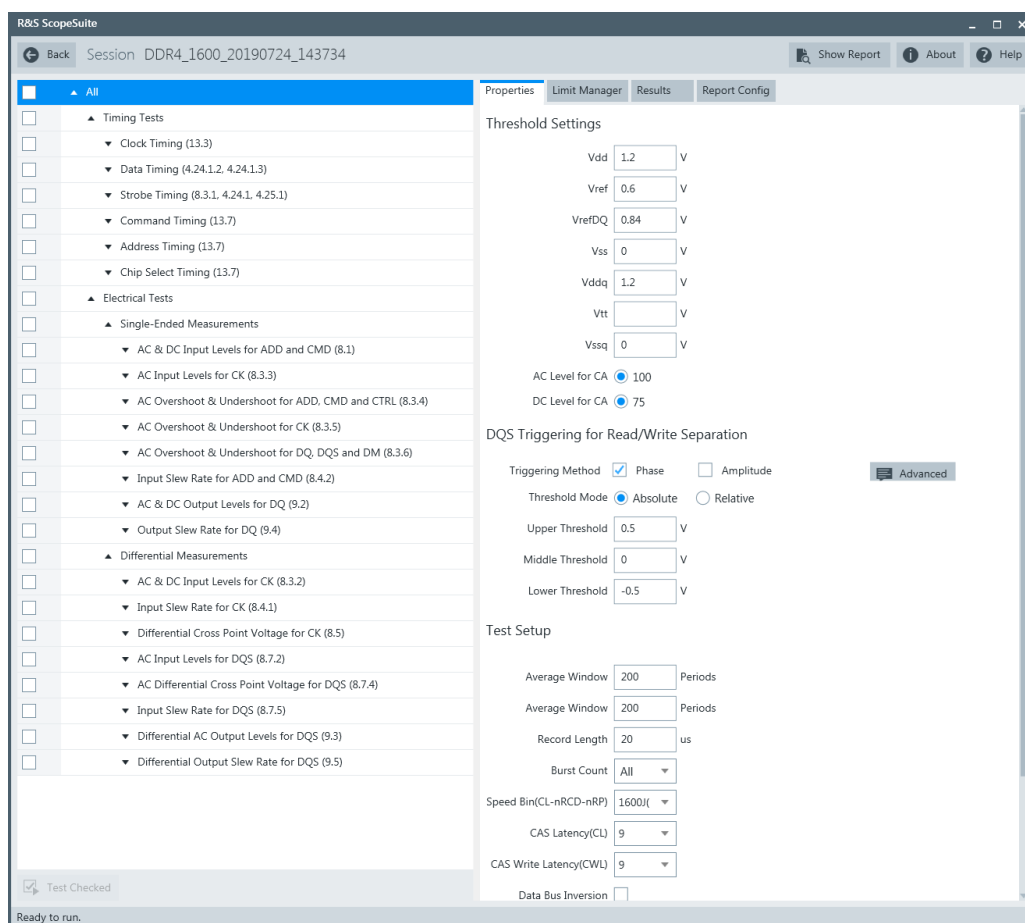 R&S ScopeSuite
Back Session DDR4_1600_20190724_143734 Show Report About Help
All
Timing Tests
Clock Timing (13.3)
Data Timing (4.24.1.2, 4.24.1.3)
Strobe Timing (8.3.1, 4.24.1, 4.25.1)
Command Timing (13.7)
Address Timing (13.7)
Chip Select Timing (13.7)
Electrical Tests
Single-Ended Measurements
AC & DC Input Levels for ADD and CMD (8.1)
AC Input Levels for CK (8.3.3)
AC Overshoot & Undershoot for ADD, CMD and CTRL (8.3.4)
AC Overshoot & Undershoot for CK (8.3.5)
AC Overshoot & Undershoot for DQ, DQS and DM (8.3.6)
Input Slew Rate for ADD and CMD (8.4.2)
AC & DC Output Levels for DQ (9.2)
Output Slew Rate for DQ (9.4)
Differential Measurements
AC & DC Input Levels for CK (8.3.2)
Input Slew Rate for CK (8.4.1)
Differential Cross Point Voltage for CK (8.5)
AC Input Levels for DQS (8.7.2)
AC Differential Cross Point Voltage for DQS (8.7.4)
Input Slew Rate for DQS (8.7.5)
Differential AC Output Levels for DQS (9.3)
Differential Output Slew Rate for DQS (9.5)
Test Checked
Ready to run.
Properties Limit Manager Results Report Config
Threshold Settings
Vdd 1.2 V
Vref 0.6 V
VrefDQ 0.84 V
Vss 0 V
Vddq 1.2 V
Vtt V
Vssq 0 V
AC Level for CA 100
DC Level for CA 75
DQS Triggering for Read/Write Separation
Triggering Method Phase Amplitude Advanced
Threshold Mode Absolute Relative
Upper Threshold 0.5 V
Middle Threshold 0 V
Lower Threshold -0.5 V
Test Setup
Average Window 200 Periods
Average Window 200 Periods
Record Length 20 us
Burst Count All
Speed Bin(CL-nRCD-nRP) 1600J(
CAS Latency(CL) 9
CAS Write Latency(CWL) 9
Data Bus Inversion